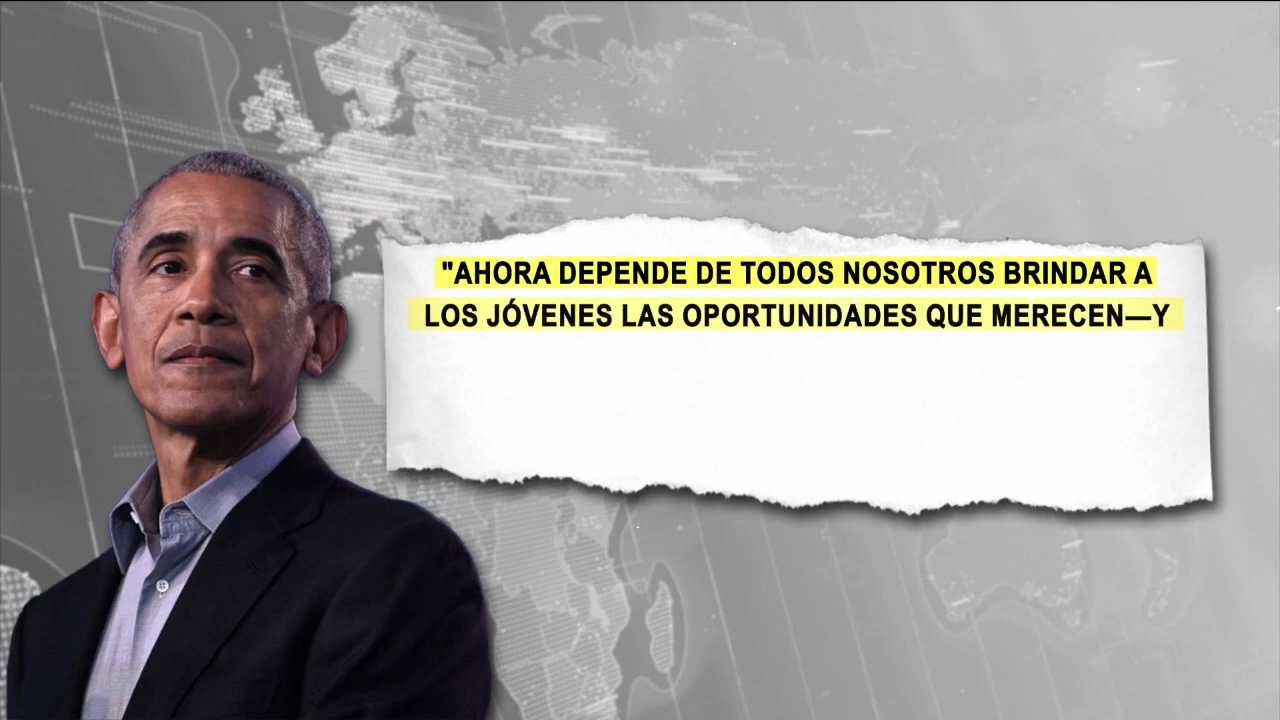 "AHORA DEPENDE DE TODOS NOSOTROS BRINDAR A
LOS JÓVENES LAS OPORTUNIDADES QUE MERECEN—Y